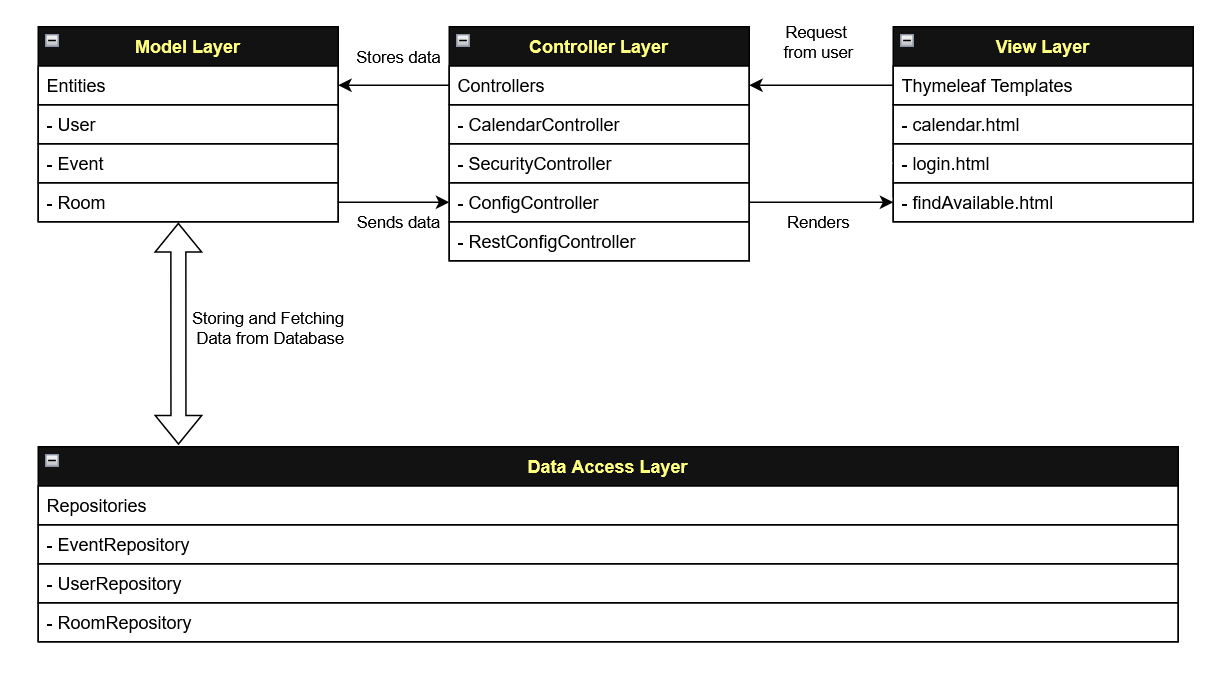 Model Layer
Entities
- User
- Event
- Room
Stores data
Sends data
Controller Layer
Controllers
- CalendarController
- SecurityController
- ConfigController
- RestConfigController
Request
from user
Renders
View Layer
Thymeleaf Templates
- calendar.html
- login.html
- findAvailable.html
Storing and Fetching
Data from Database
Data Access Layer
Repositories
- EventRepository
- UserRepository
- RoomRepository